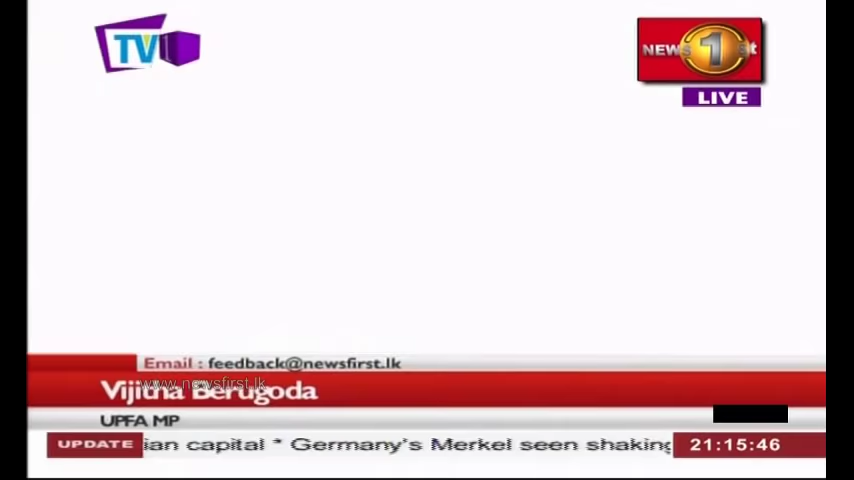 TV1
NEWS 1st
LIVE
Email : feedback@newsfirst.lk
www.newsfirst.lk
Vijitha Berugoda
UPFA MP
UPDATE
ian capital * Germany's Merkel seen shaking
21:15:46